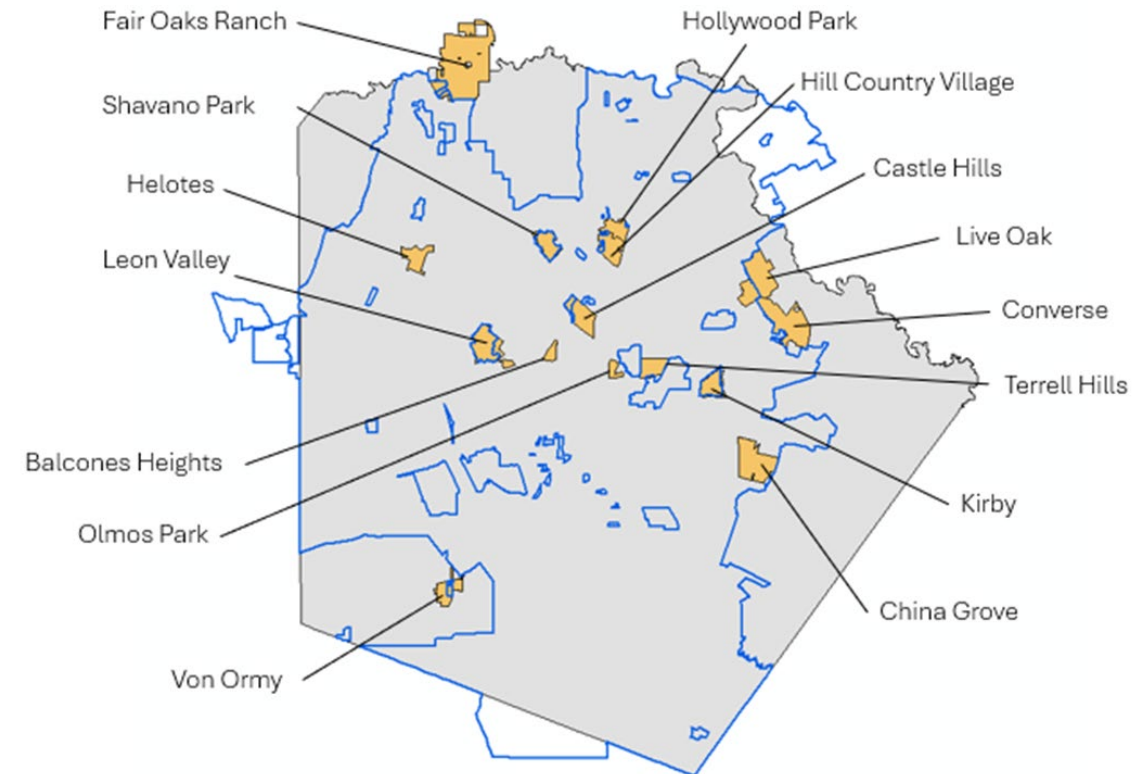 Fair Oaks Ranch
Hollywood Park
Shavano Park
Hill Country Village
Helotes
Castle Hills
Leon Valley
Live Oak
Converse
Terrell Hills
Balcones Heights
Kirby
Olmos Park
China Grove
Von Ormy